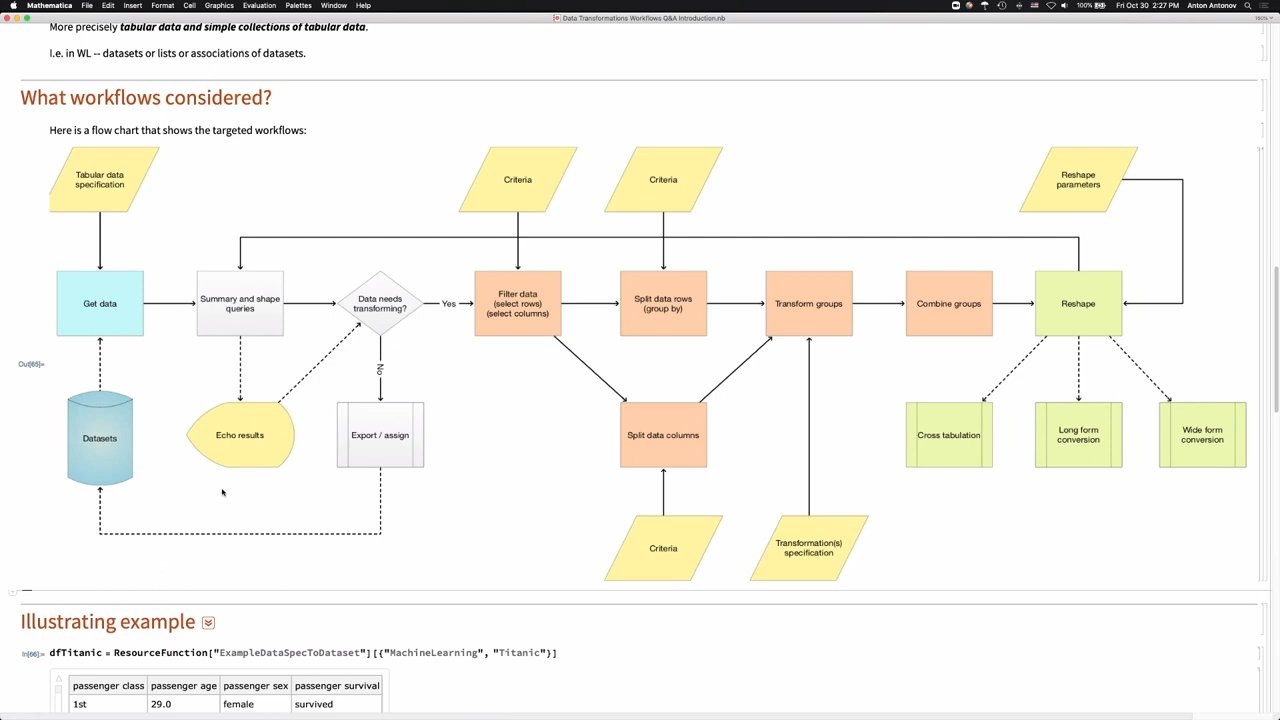 Mathematica File Edit Insert Format Cell Graphics Evaluation Palettes Window Help 100% Fri Oct 30 2:27 PM Anton Antonov
Data Transformations Workflows Q&A Introduction.nb
150%
More precisely tabular data and simple collections of tabular data.
I.e. in WL -- datasets or lists or associations of datasets.
What workflows considered?
Here is a flow chart that shows the targeted workflows:
Tabular data
specification
Criteria
Criteria
Reshape
parameters
Get data
Summary and shape
queries
Data needs
transforming?
Yes
Filter data
(select rows)
(select columns)
Split data rows
(group by)
Transform groups
Combine groups
Reshape
No
Out[65]=
Datasets
Echo results
Export / assign
Split data columns
Cross tabulation
Long form
conversion
Wide form
conversion
Criteria
Transformation(s)
specification
Illustrating example
In[66]:= dfTitanic = ResourceFunction["ExampleDataSpecToDataset"][{"MachineLearning", "Titanic"}]
passenger class passenger age passenger sex passenger survival
1st 29.0 female survived